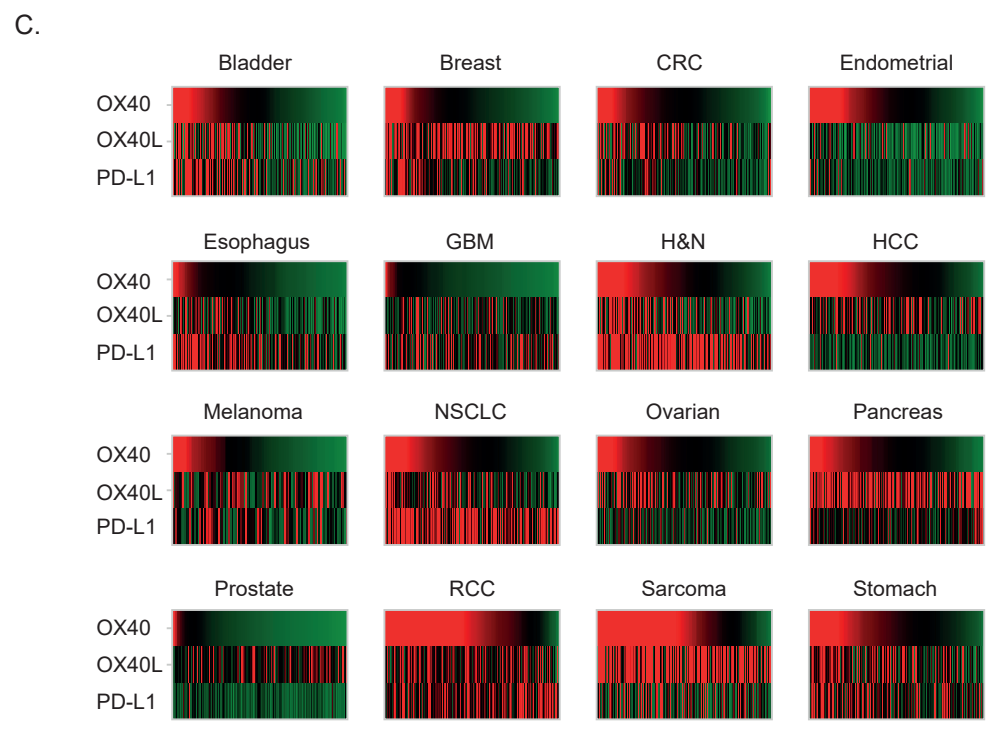 C.
Bladder Breast CRC Endometrial
OX40
OX40L
PD-L1
Esophagus GBM H&N HCC
OX40
OX40L
PD-L1
Melanoma NSCLC Ovarian Pancreas
OX40
OX40L
PD-L1
Prostate RCC Sarcoma Stomach
OX40
OX40L
PD-L1